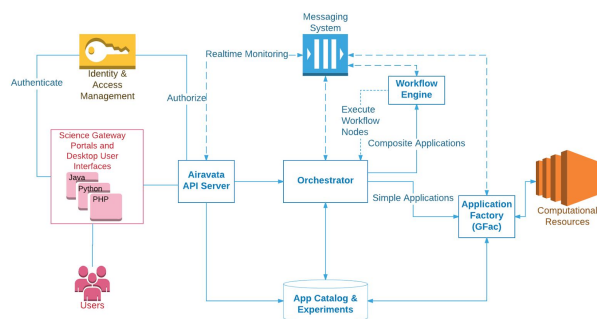 Messaging
System
Realtime Monitoring
Identity &
Access
Management
Authenticate
Authorize
Workflow
Engine
Execute
Workflow
Nodes
Composite Applications
Science Gateway
Portals and
Desktop User
Interfaces
Java
Python
PHP
Airavata
API Server
Orchestrator
Simple Applications
Application
Factory
(GFac)
Computational
Resources
Users
App Catalog &
Experiments